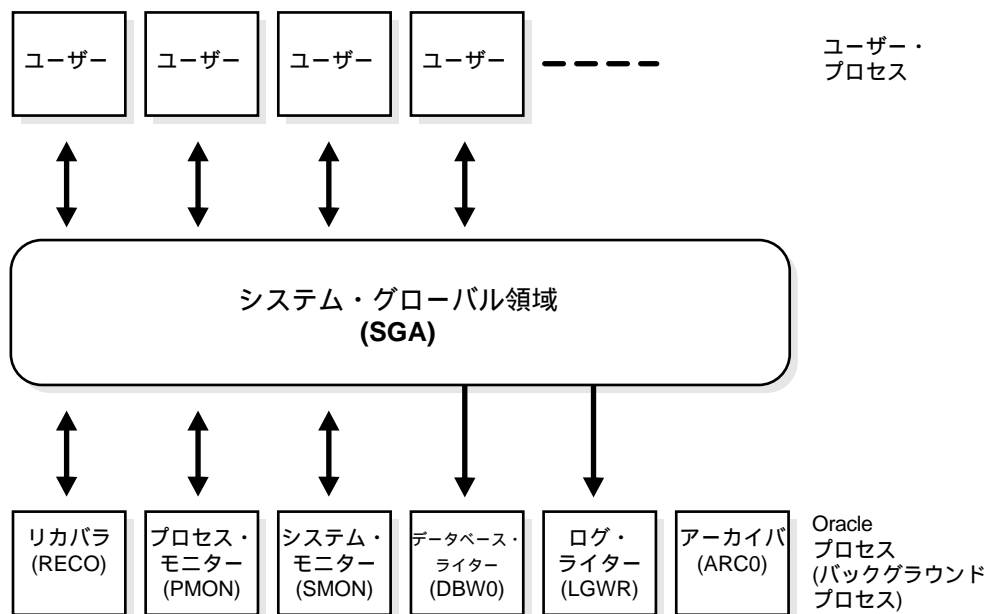 ユーザー
ユーザー
ユーザー
ユーザー
ユーザー・
プロセス
システム・グローバル領域
(SGA)
リカバラ
(RECO)
プロセス・
モニター
(PMON)
システム・
モニター
(SMON)
データベース・
ライター
(DBW0)
ログ・
ライター
(LGWR)
アーカイバ
(ARC0)
Oracle
プロセス
(バックグラウンド
プロセス)